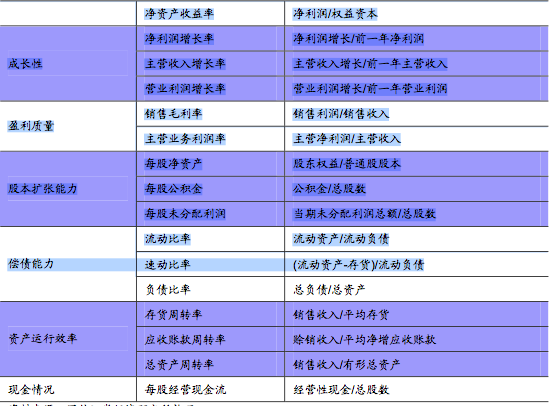 净资产收益率 净利润/权益资本
成长性 净利润增长率 净利润增长/前一年净利润
主营收入增长率 主营收入增长/前一年主营收入
营业利润增长率 营业利润增长/前一年营业利润
盈利质量 销售毛利率 销售利润/销售收入
主营业务利润率 主营净利润/主营收入
股本扩张能力 每股净资产 股东权益/普通股股本
每股公积金 公积金/总股数
每股未分配利润 当期未分配利润总额/总股数
偿债能力 流动比率 流动资产/流动负债
速动比率 (流动资产-存货)/流动负债
负债比率 总负债/总资产
资产运行效率 存货周转率 销售收入/平均存货
应收账款周转率 赊销收入/平均净增应收账款
总资产周转率 销售收入/有形总资产
现金情况 每股经营现金流 经营性现金/总股数